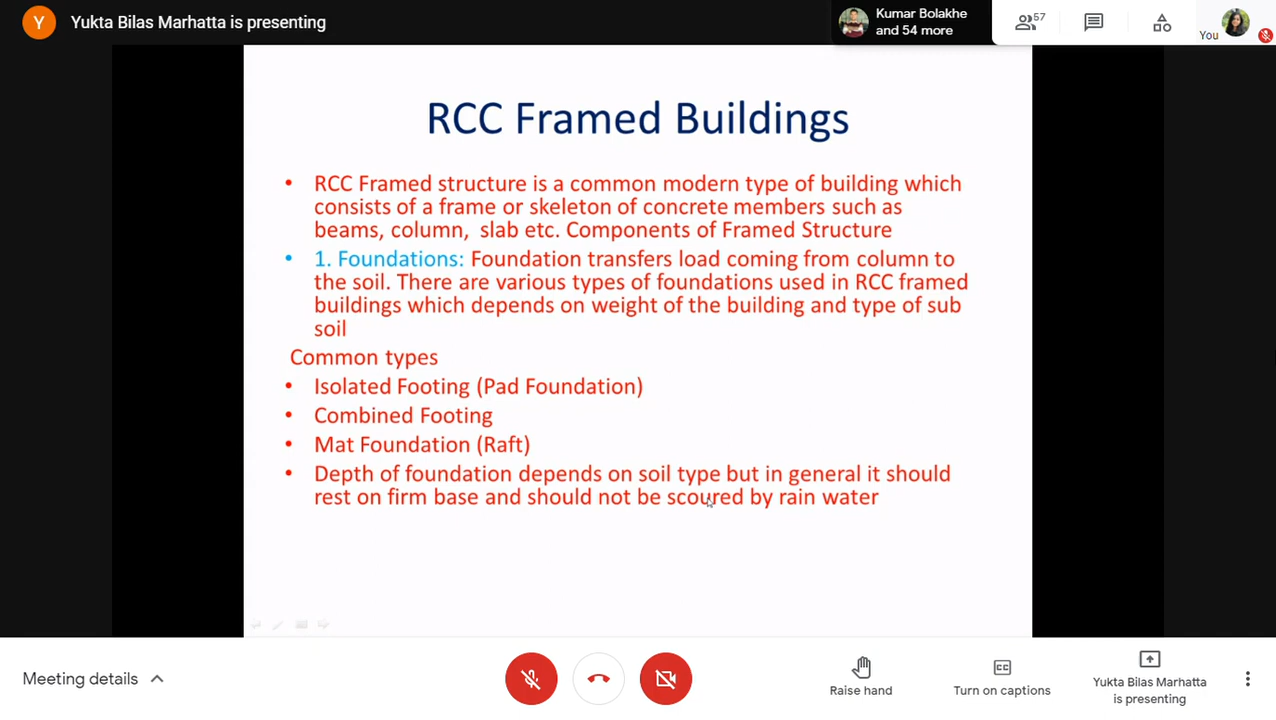 Y Yukta Bilas Marhatta is presenting
Kumar Bolakhe
and 54 more
57
You
RCC Framed Buildings
• RCC Framed structure is a common modern type of building which
consists of a frame or skeleton of concrete members such as
beams, column, slab etc. Components of Framed Structure
• 1. Foundations: Foundation transfers load coming from column to
the soil. There are various types of foundations used in RCC framed
buildings which depends on weight of the building and type of sub
soil
Common types
• Isolated Footing (Pad Foundation)
• Combined Footing
• Mat Foundation (Raft)
• Depth of foundation depends on soil type but in general it should
rest on firm base and should not be scoured by rain water
Meeting details
Raise hand
CC
Turn on captions
Yukta Bilas Marhatta
is presenting